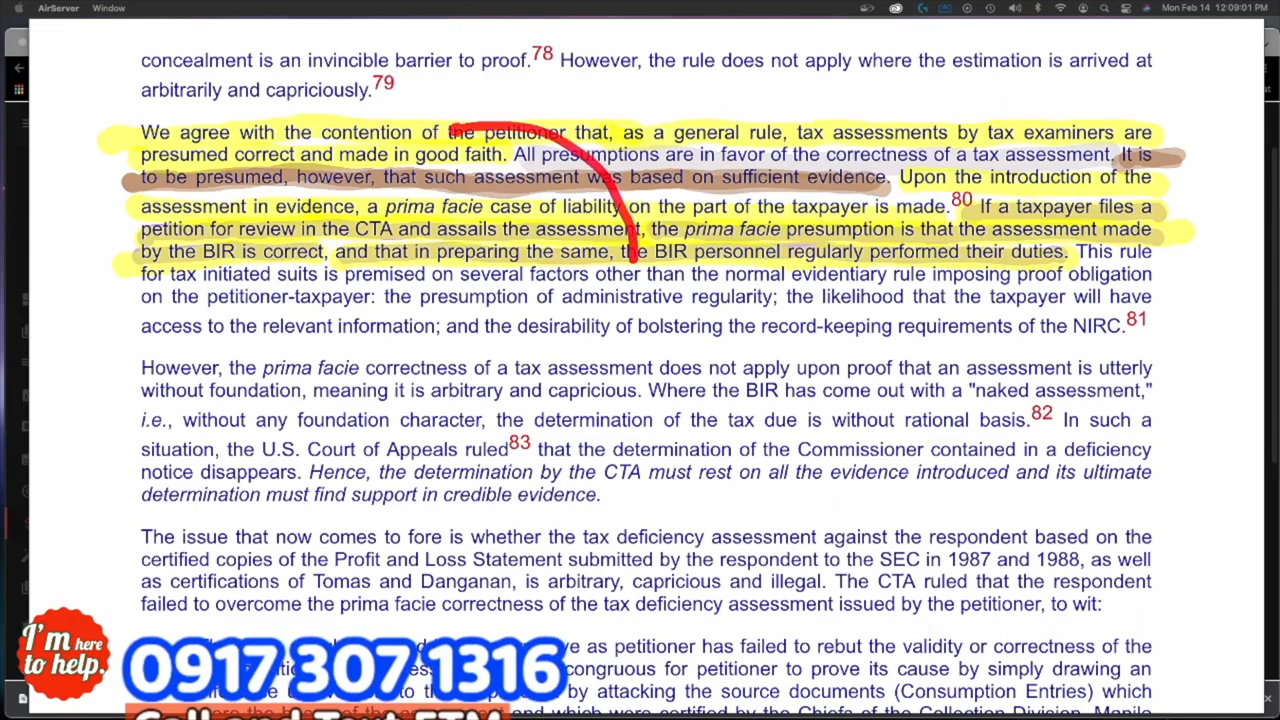 AirServer Window Mon Feb 14 12:09:01 AM
concealment is an invincible barrier to proof.78 However, the rule does not apply where the estimation is arrived at
arbitrarily and capriciously.79
We agree with the contention of the petitioner that, as a general rule, tax assessments by tax examiners are
presumed correct and made in good faith. All presumptions are in favor of the correctness of a tax assessment. It is
to be presumed, however, that such assessment was based on sufficient evidence. Upon the introduction of the
assessment in evidence, a prima facie case of liability on the part of the taxpayer is made.80 If a taxpayer files a
petition for review in the CTA and assails the assessment, the prima facie presumption is that the assessment made
by the BIR is correct, and that in preparing the same, the BIR personnel regularly performed their duties. This rule
for tax initiated suits is premised on several factors other than the normal evidentiary rule imposing proof obligation
on the petitioner-taxpayer: the presumption of administrative regularity; the likelihood that the taxpayer will have
access to the relevant information; and the desirability of bolstering the record-keeping requirements of the NIRC.81
However, the prima facie correctness of a tax assessment does not apply upon proof that an assessment is utterly
without foundation, meaning it is arbitrary and capricious. Where the BIR has come out with a "naked assessment,"
i.e., without any foundation character, the determination of the tax due is without rational basis.82 In such a
situation, the U.S. Court of Appeals ruled83 that the determination of the Commissioner contained in a deficiency
notice disappears. Hence, the determination by the CTA must rest on all the evidence introduced and its ultimate
determination must find support in credible evidence.
The issue that now comes to fore is whether the tax deficiency assessment against the respondent based on the
certified copies of the Profit and Loss Statement submitted by the respondent to the SEC in 1987 and 1988, as well
as certifications of Tomas and Danganan, is arbitrary, capricious and illegal. The CTA ruled that the respondent
failed to overcome the prima facie correctness of the tax deficiency assessment issued by the petitioner, to wit:
as petitioner has failed to rebut the validity or correctness of the
congruous for petitioner to prove its cause by simply drawing an
by attacking the source documents (Consumption Entries) which
and which were certified by the Chiefs of the Collection Division, Manila
I'm here
to help.
0917 307 1316
Call and Text FTM